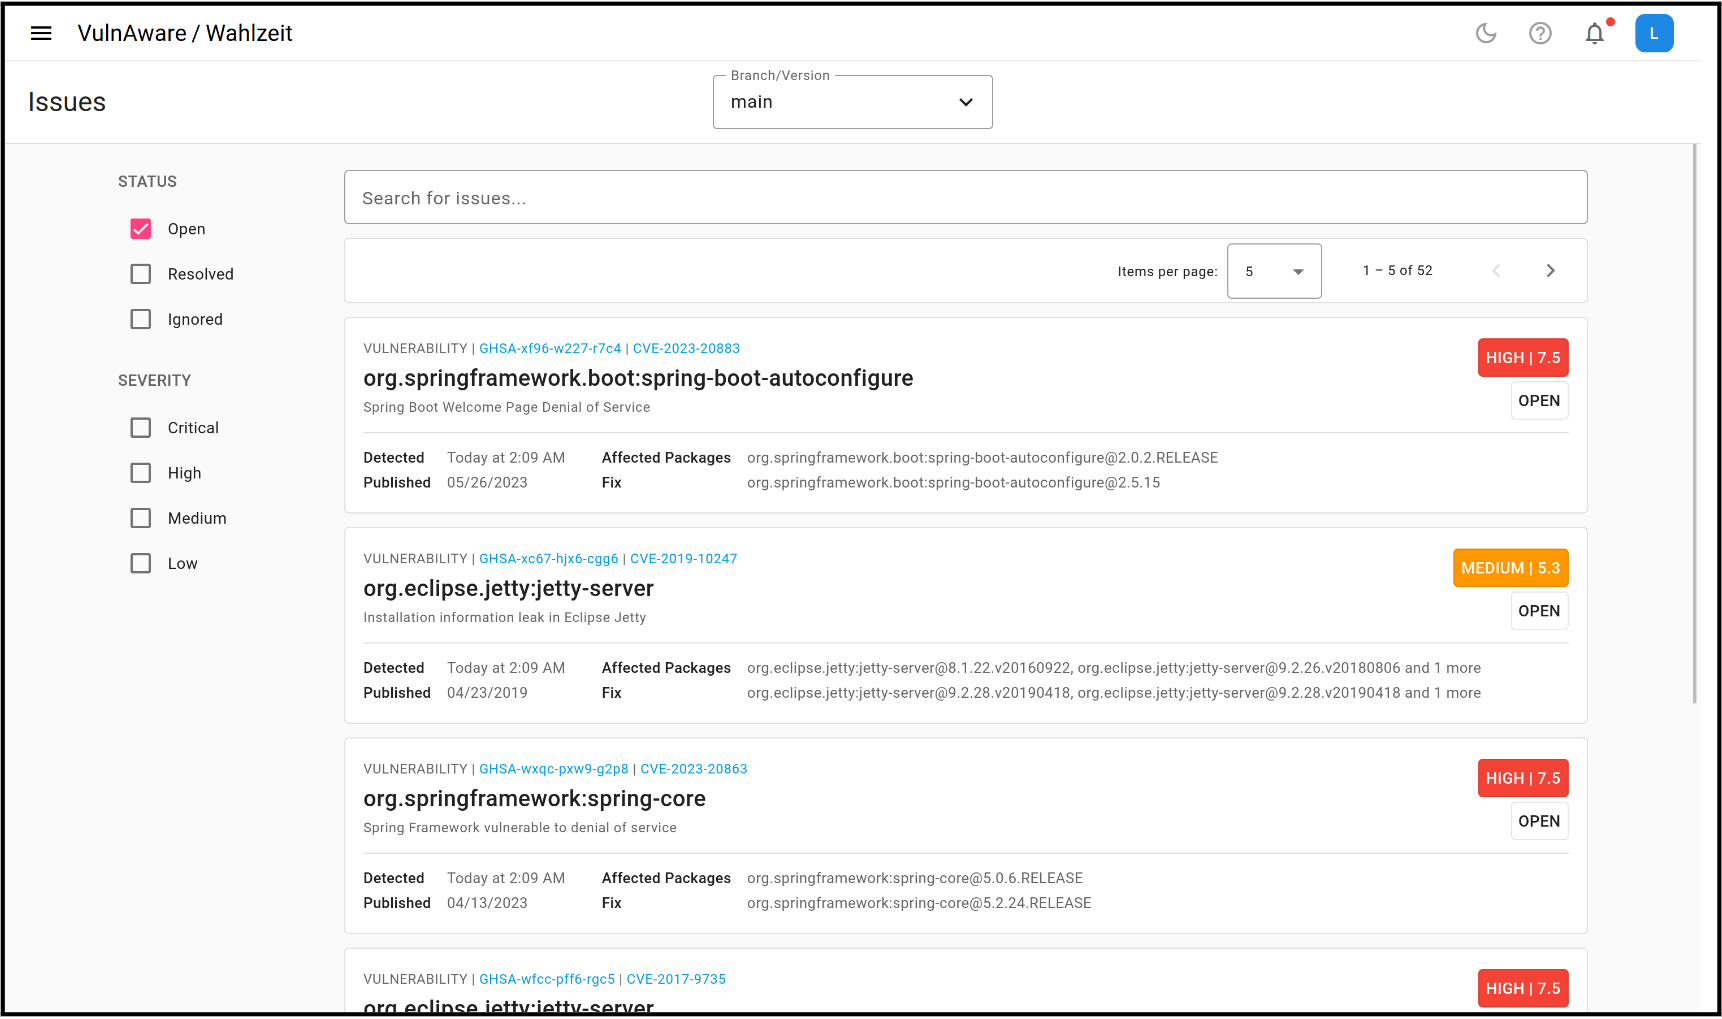 VulnAware / Wahlzeit
L
Issues
Branch/Version
main
STATUS
Open
Resolved
Ignored
SEVERITY
Critical
High
Medium
Low
Search for issues...
Items per page: 5 1 – 5 of 52
VULNERABILITY | GHSA-xf96-w227-r7c4 | CVE-2023-20883
HIGH | 7.5
org.springframework.boot:spring-boot-autoconfigure
Spring Boot Welcome Page Denial of Service
OPEN
Detected Today at 2:09 AM Affected Packages org.springframework.boot:spring-boot-autoconfigure@2.0.2.RELEASE
Published 05/26/2023 Fix org.springframework.boot:spring-boot-autoconfigure@2.5.15
VULNERABILITY | GHSA-xc67-hjx6-cgg6 | CVE-2019-10247
MEDIUM | 5.3
org.eclipse.jetty:jetty-server
Installation information leak in Eclipse Jetty
OPEN
Detected Today at 2:09 AM Affected Packages org.eclipse.jetty:jetty-server@8.1.22.v20160922, org.eclipse.jetty:jetty-server@9.2.26.v20180806 and 1 more
Published 04/23/2019 Fix org.eclipse.jetty:jetty-server@9.2.28.v20190418, org.eclipse.jetty:jetty-server@9.2.28.v20190418 and 1 more
VULNERABILITY | GHSA-wxqc-pxw9-g2p8 | CVE-2023-20863
HIGH | 7.5
org.springframework:spring-core
Spring Framework vulnerable to denial of service
OPEN
Detected Today at 2:09 AM Affected Packages org.springframework:spring-core@5.0.6.RELEASE
Published 04/13/2023 Fix org.springframework:spring-core@5.2.24.RELEASE
VULNERABILITY | GHSA-wfcc-pff6-rgc5 | CVE-2017-9735
HIGH | 7.5
org.eclipse.jetty:jetty-server